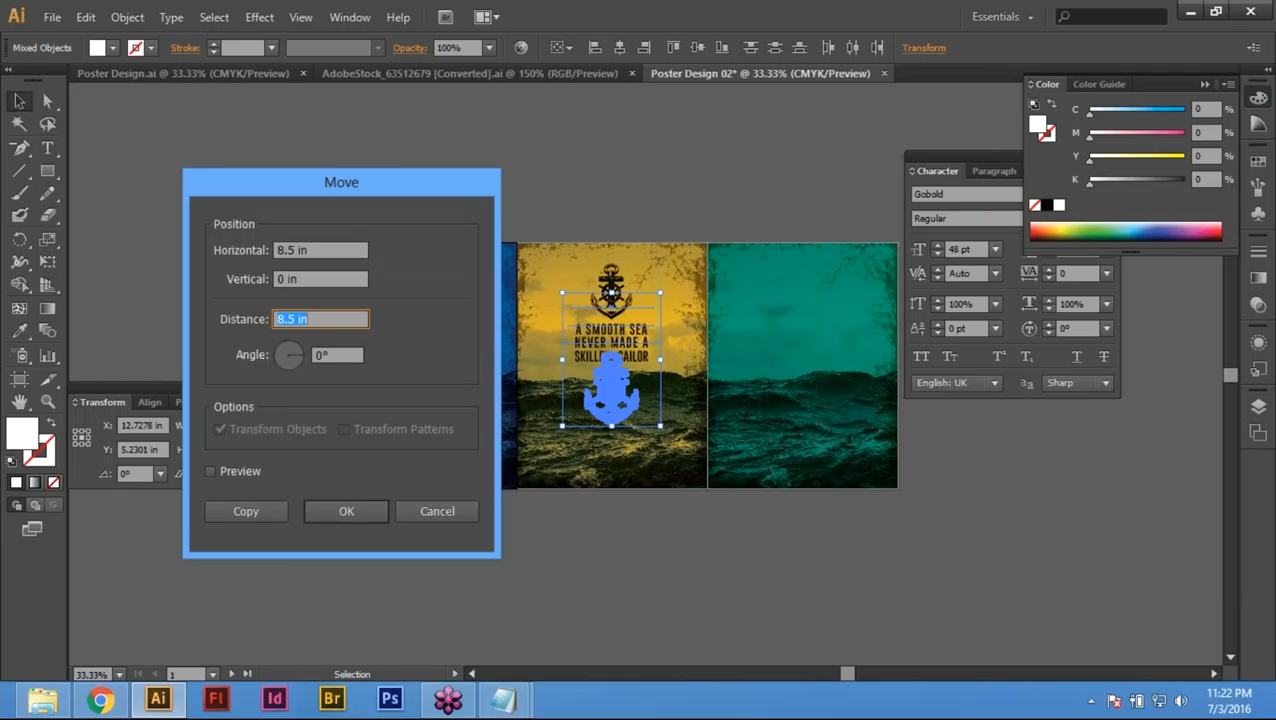 Ai File Edit Object Type Select Effect View Window Help Br Essentials
Mixed Objects Stroke: Opacity: 100% Transform
Poster Design.ai @ 33.33% (CMYK/Preview) × AdobeStock_63512679 [Converted].ai @ 150% (RGB/Preview) × Poster Design 02* @ 33.33% (CMYK/Preview) ×
Color Color Guide
C 0 %
M 0 %
Y 0 %
K 0 %
Character Paragraph
Gobold
Regular
48 pt
Auto 0
100% 100%
0 pt 0°
English: UK Sharp
Move
Position
Horizontal: 8.5 in
Vertical: 0 in
Distance: 8.5 in
Angle: 0°
Options
Transform Objects Transform Patterns
Preview
Copy OK Cancel
A SMOOTH SEA
NEVER MADE A
SKILLED SAILOR
Transform Align
X: 12.7278 in
Y: 5.2301 in
0°
33.33% 1 Selection
Ai Fl Id Br Ps
11:22 PM
7/3/2016